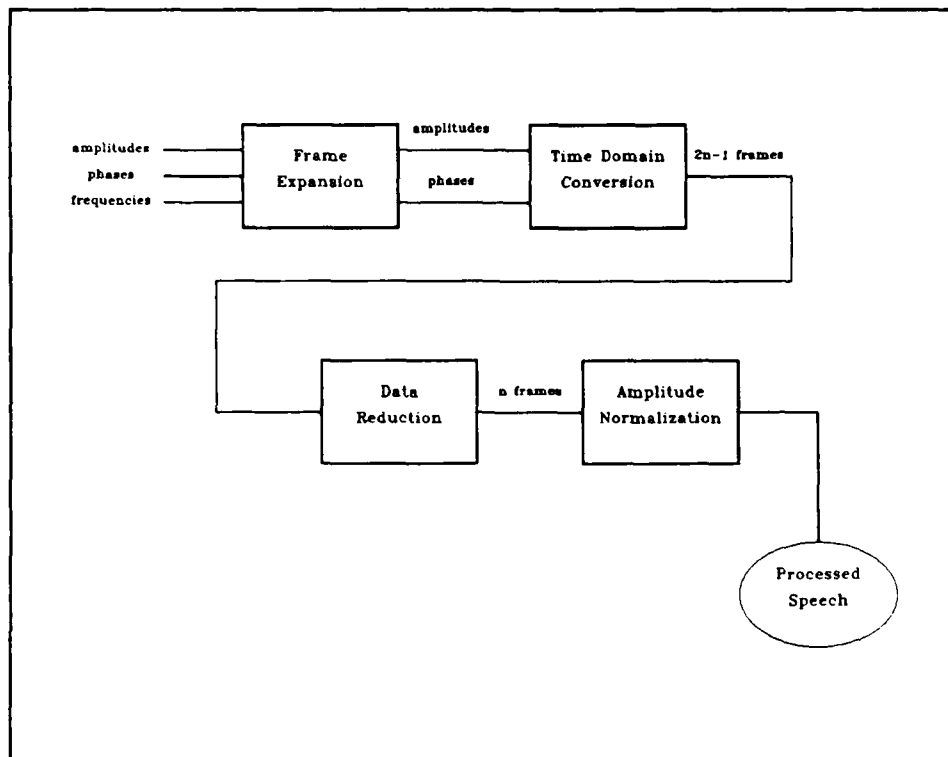 amplitudes
phases
frequencies
Frame
Expansion
amplitudes
phases
Time Domain
Conversion
2n-1 frames
Data
Reduction
n frames
Amplitude
Normalization
Processed
Speech